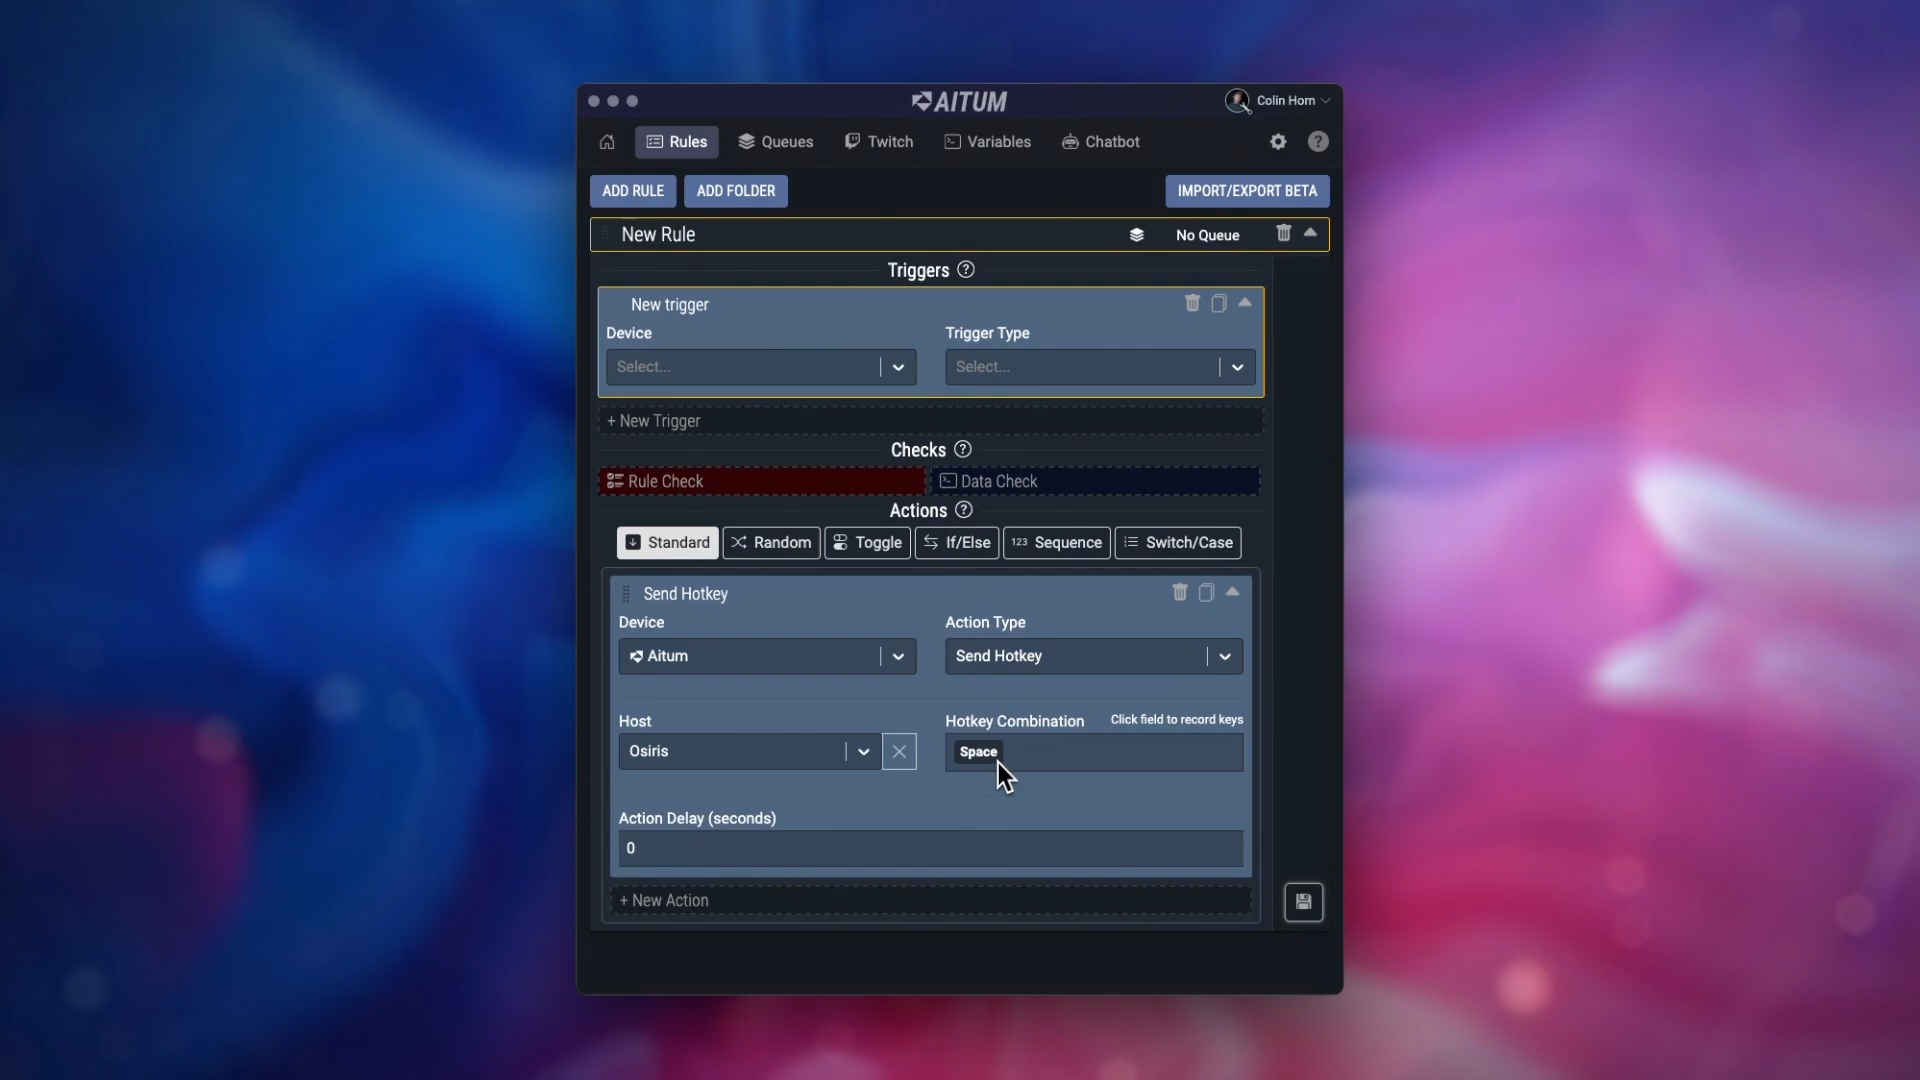 AITUM
Colin Horn
Rules
Queues
Twitch
Variables
Chatbot
?
ADD RULE
ADD FOLDER
IMPORT/EXPORT BETA
New Rule
No Queue
Triggers ?
New trigger
Device
Trigger Type
Select...
Select...
+ New Trigger
Checks ?
Rule Check
Data Check
Actions ?
Standard
Random
Toggle
If/Else
123 Sequence
Switch/Case
Send Hotkey
Device
Action Type
Aitum
Send Hotkey
Host
Hotkey Combination
Click field to record keys
Osiris
Space
Action Delay (seconds)
0
+ New Action